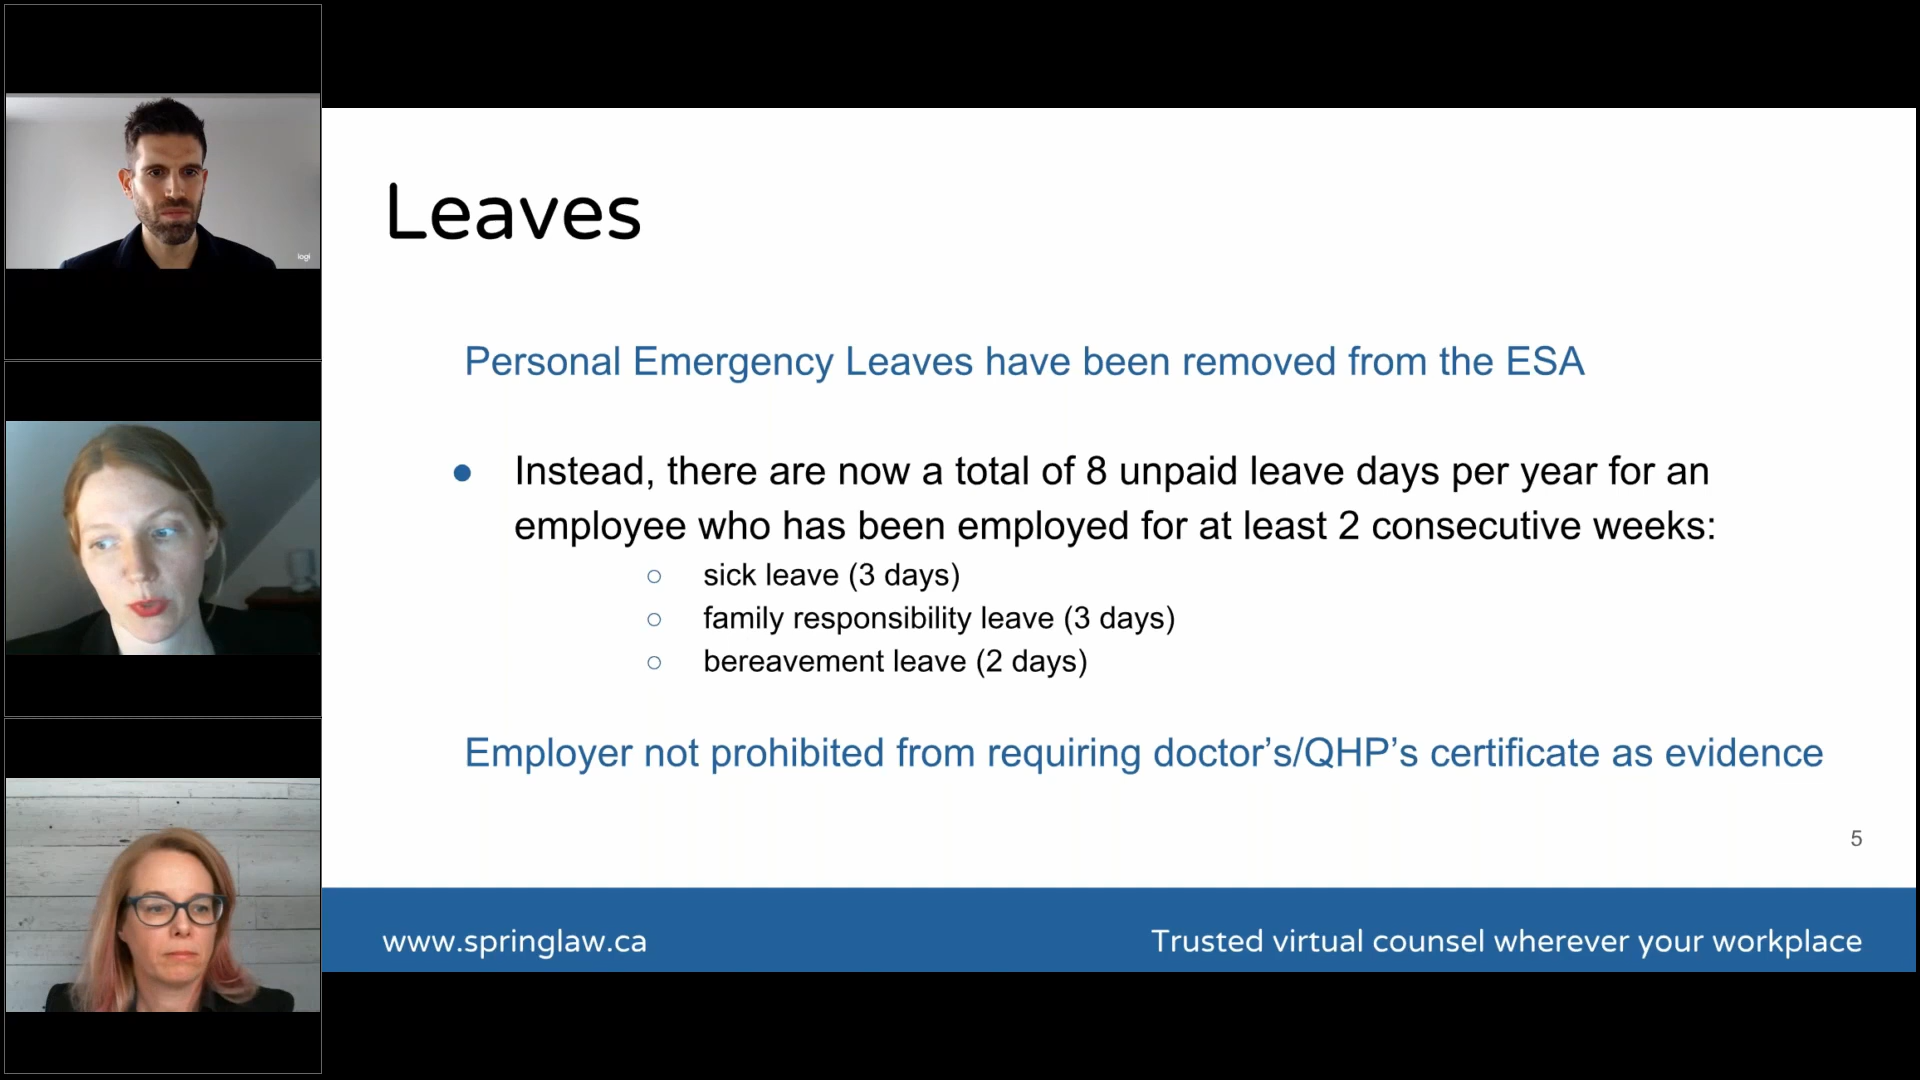 logi
Leaves
Personal Emergency Leaves have been removed from the ESA
● Instead, there are now a total of 8 unpaid leave days per year for an
employee who has been employed for at least 2 consecutive weeks:
○ sick leave (3 days)
○ family responsibility leave (3 days)
○ bereavement leave (2 days)
Employer not prohibited from requiring doctor’s/QHP’s certificate as evidence
5
www.springlaw.ca
Trusted virtual counsel wherever your workplace